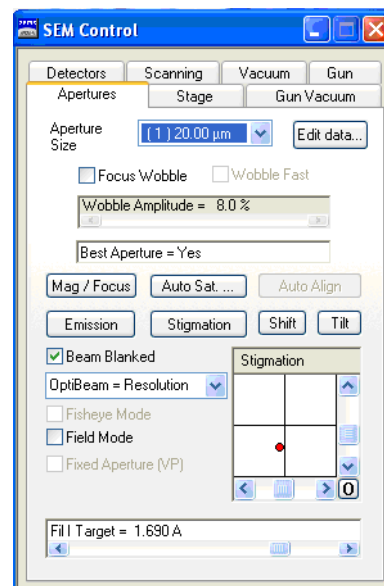 SEM Control
Detectors Scanning Vacuum Gun
Apertures Stage Gun Vacuum
Aperture Size
( 1 ) 20.00 µm
Edit data...
Focus Wobble Wobble Fast
Wobble Amplitude = 8.0 %
Best Aperture = Yes
Mag / Focus Auto Sat. ... Auto Align
Emission Stigmation Shift Tilt
Beam Blanked
Stigmation
OptiBeam = Resolution
Fisheye Mode
Field Mode
Fixed Aperture (VP)
0
Fil I Target = 1.690 A